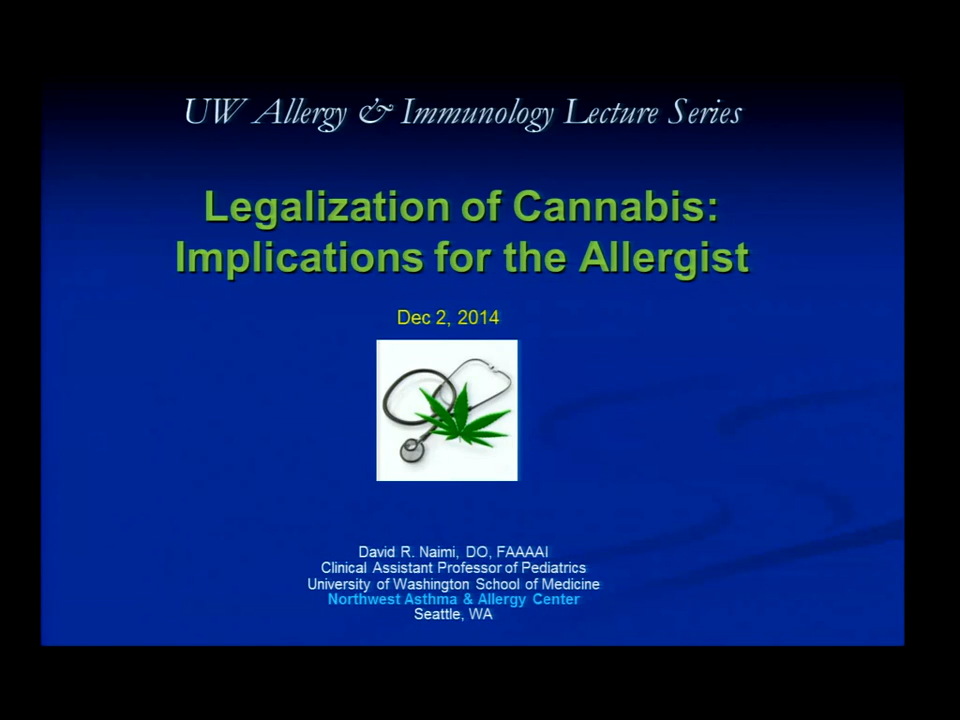 UW Allergy & Immunology Lecture Series
Legalization of Cannabis:
Implications for the Allergist
Dec 2, 2014
David R. Naimi, DO, FAAAAI
Clinical Assistant Professor of Pediatrics
University of Washington School of Medicine
Northwest Asthma & Allergy Center
Seattle, WA